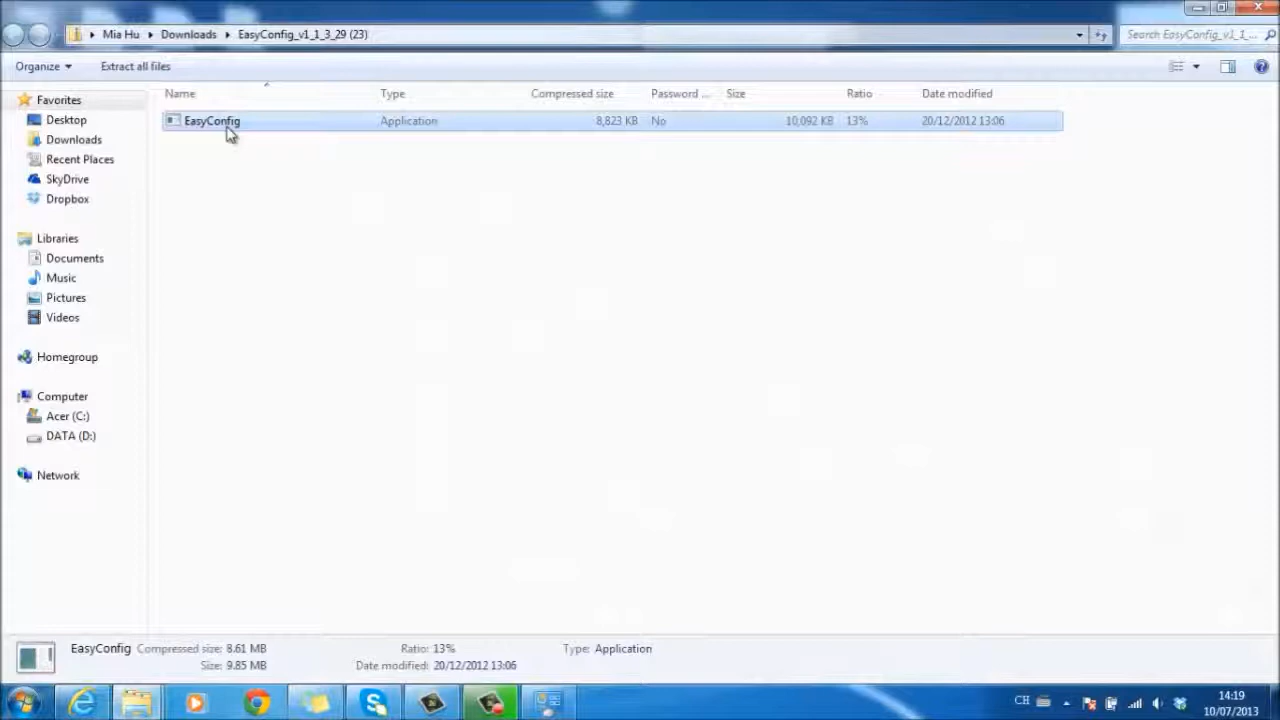 Mia Hu Downloads EasyConfig_v1_1_3_29 (23) Search EasyConfig_v1_1_...
Organize Extract all files
Name Type Compressed size Password ... Size Ratio Date modified
EasyConfig Application 8,823 KB No 10,092 KB 13% 20/12/2012 13:06
Favorites
Desktop
Downloads
Recent Places
SkyDrive
Dropbox
Libraries
Documents
Music
Pictures
Videos
Homegroup
Computer
Acer (C:)
DATA (D:)
Network
EasyConfig Compressed size: 8.61 MB Ratio: 13% Type: Application
Size: 9.85 MB Date modified: 20/12/2012 13:06
CH 14:19
10/07/2013